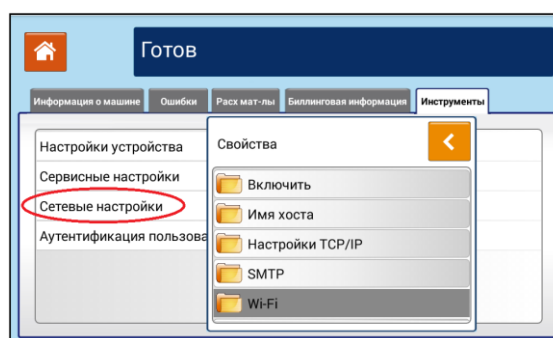 Готов
Информация о машине Ошибки Расх мат-лы Биллинговая информация Инструменты
Настройки устройства
Сервисные настройки
Сетевые настройки
Аутентификация пользова
Свойства
Включить
Имя хоста
Настройки TCP/IP
SMTP
Wi-Fi